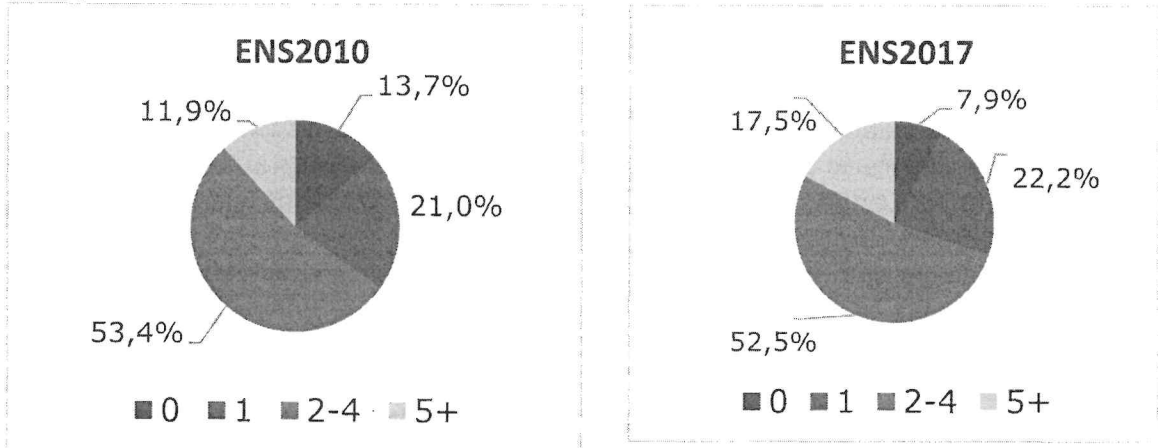 ENS2010
13,7%
11,9%
21,0%
53,4%
0 1 2-4 5+
ENS2017
7,9%
17,5%
22,2%
52,5%
0 1 2-4 5+